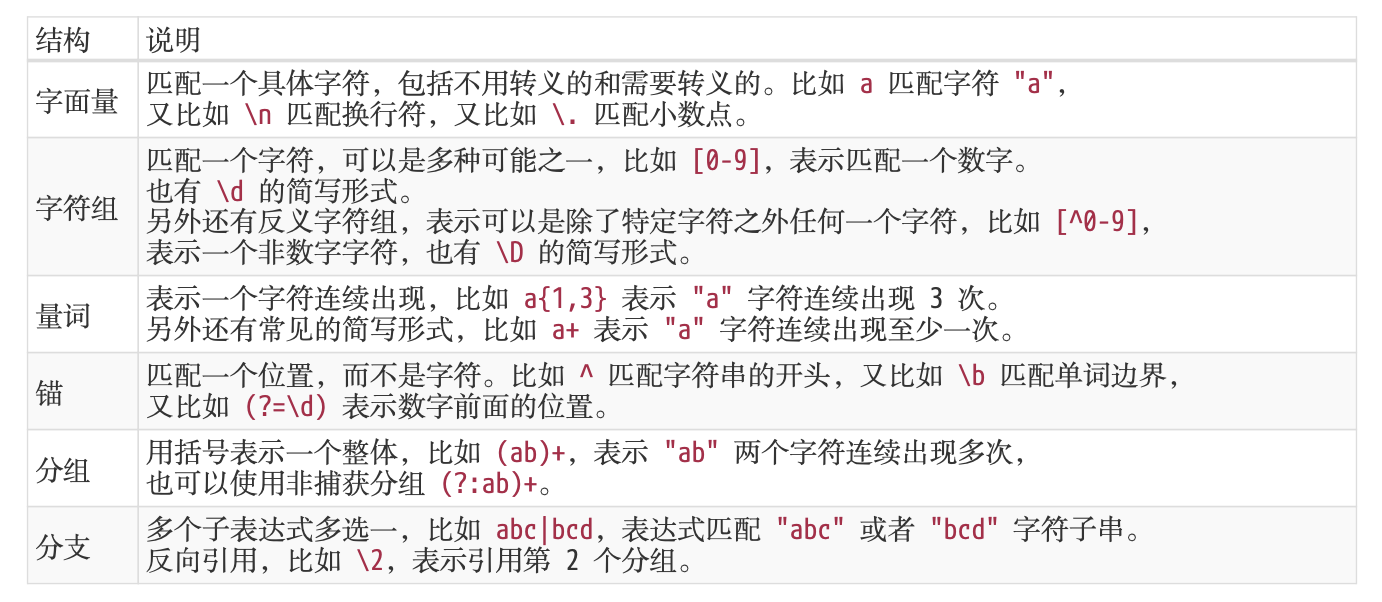 结构 说明
字面量 匹配一个具体字符，包括不用转义的和需要转义的。比如 a 匹配字符 "a"，
又比如 \n 匹配换行符，又比如 \. 匹配小数点。
字符组 匹配一个字符，可以是多种可能之一，比如 [0-9]，表示匹配一个数字。
也有 \d 的简写形式。
另外还有反义字符组，表示可以是除了特定字符之外任何一个字符，比如 [^0-9]，
表示一个非数字字符，也有 \D 的简写形式。
量词 表示一个字符连续出现，比如 a{1,3} 表示 "a" 字符连续出现 3 次。
另外还有常见的简写形式，比如 a+ 表示 "a" 字符连续出现至少一次。
锚 匹配一个位置，而不是字符。比如 ^ 匹配字符串的开头，又比如 \b 匹配单词边界，
又比如 (?=\d) 表示数字前面的位置。
分组 用括号表示一个整体，比如 (ab)+，表示 "ab" 两个字符连续出现多次，
也可以使用非捕获分组 (?:ab)+。
分支 多个子表达式多选一，比如 abc|bcd，表达式匹配 "abc" 或者 "bcd" 字符子串。
反向引用，比如 \2，表示引用第 2 个分组。